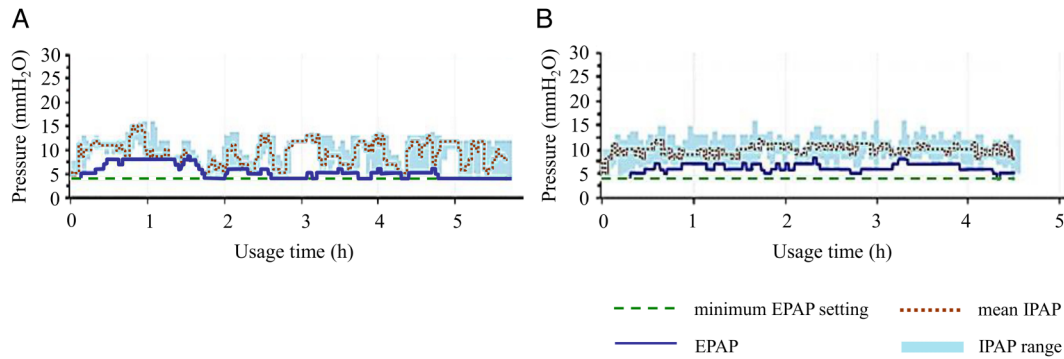 A
Pressure (mmH₂O)
30
25
20
15
10
5
0
0 1 2 3 4 5
Usage time (h)
B
Pressure (mmH₂O)
30
25
20
15
10
5
0
0 1 2 3 4 5
Usage time (h)
minimum EPAP setting
mean IPAP
EPAP
IPAP range